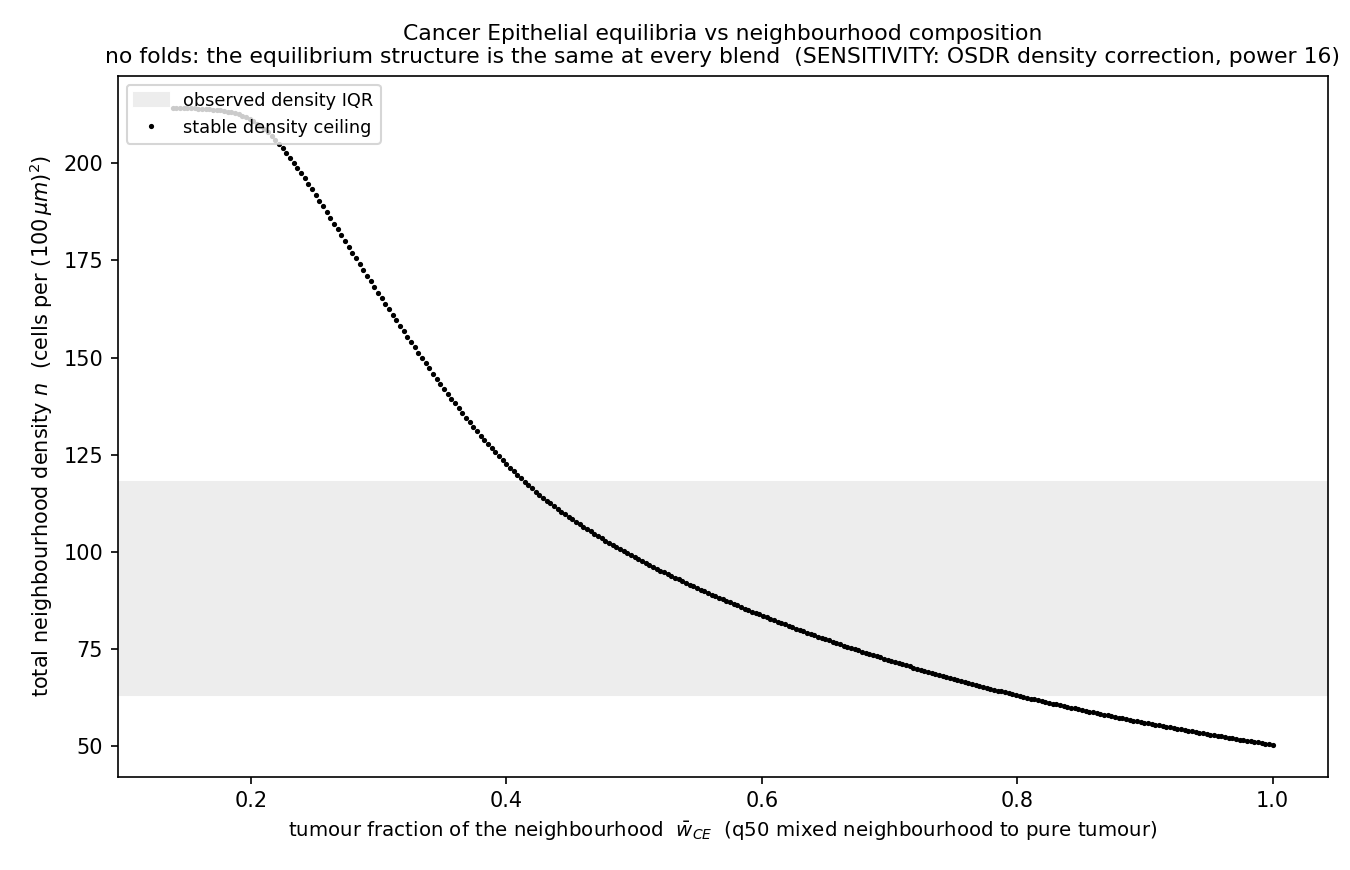 Cancer Epithelial equilibria vs neighbourhood composition
no folds: the equilibrium structure is the same at every blend (SENSITIVITY: OSDR density correction, power 16)
observed density IQR
stable density ceiling
total neighbourhood density n (cells per (100 μm)²)
200
175
150
125
100
75
50
0.2
0.4
0.6
0.8
1.0
tumour fraction of the neighbourhood w̄_CE (q50 mixed neighbourhood to pure tumour)